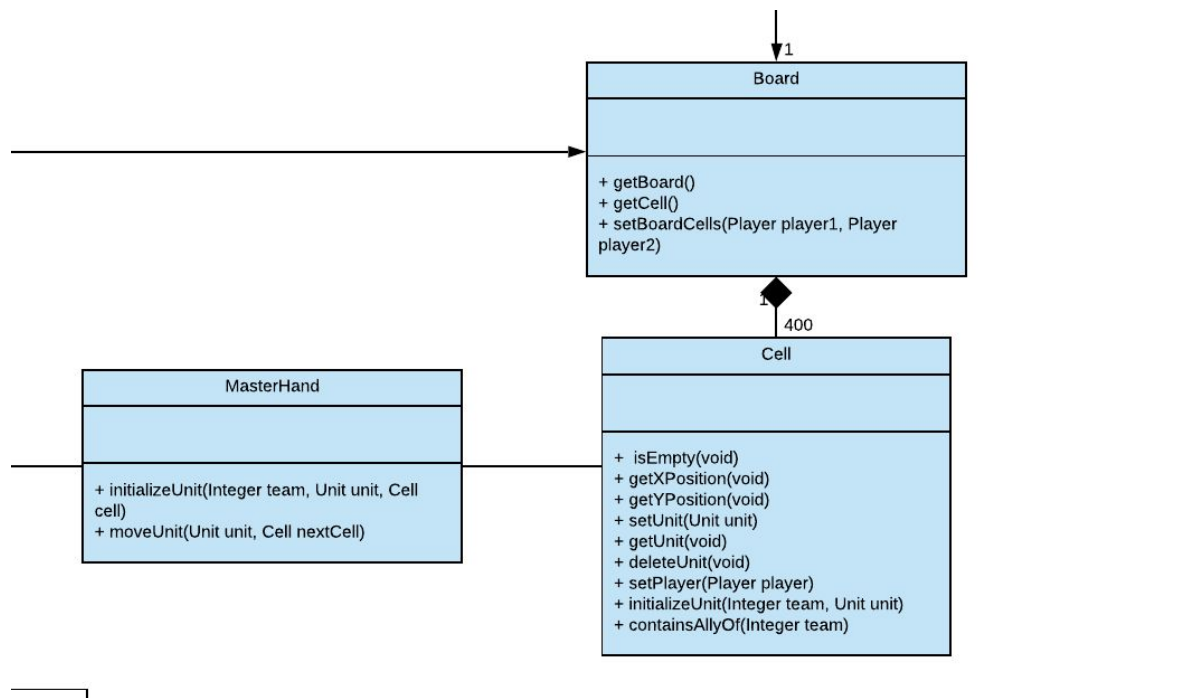 1
Board
+ getBoard()
+ getCell()
+ setBoardCells(Player player1, Player
player2)
1
400
Cell
+  isEmpty(void)
+ getXPosition(void)
+ getYPosition(void)
+ setUnit(Unit unit)
+ getUnit(void)
+ deleteUnit(void)
+ setPlayer(Player player)
+ initializeUnit(Integer team, Unit unit)
+ containsAllyOf(Integer team)
MasterHand
+ initializeUnit(Integer team, Unit unit, Cell
cell)
+ moveUnit(Unit unit, Cell nextCell)